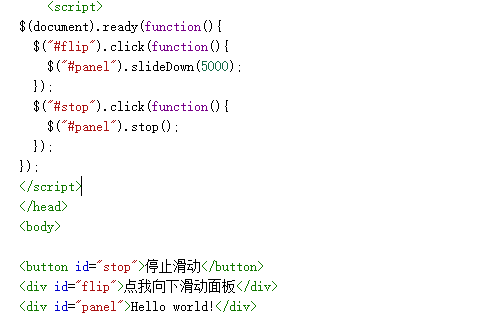 <script>
$(document).ready(function(){
  $("#flip").click(function(){
    $("#panel").slideDown(5000);
  });
  $("#stop").click(function(){
    $("#panel").stop();
  });
});
</script>
</head>
<body>
<button id="stop">停止滑动</button>
<div id="flip">点我向下滑动面板</div>
<div id="panel">Hello world!</div>